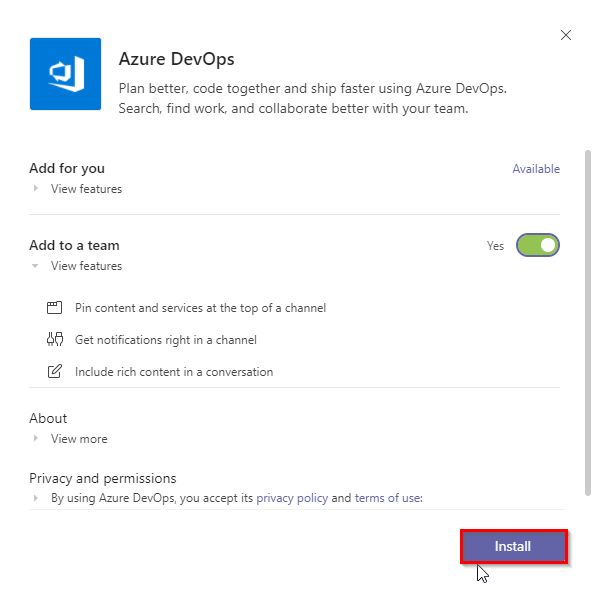 Azure DevOps
Plan better, code together and ship faster using Azure DevOps.
Search, find work, and collaborate better with your team.
Add for you
Available
View features
Add to a team
Yes
View features
Pin content and services at the top of a channel
Get notifications right in a channel
Include rich content in a conversation
About
View more
Privacy and permissions
By using Azure DevOps, you accept its privacy policy and terms of use:
Install